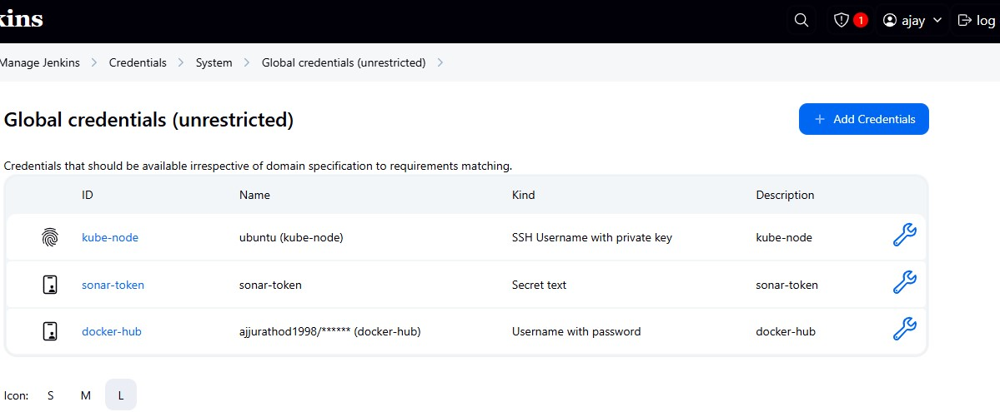 kins
1 ajay log
Manage Jenkins > Credentials > System > Global credentials (unrestricted) >
Global credentials (unrestricted)
+ Add Credentials
Credentials that should be available irrespective of domain specification to requirements matching.
ID Name Kind Description
kube-node ubuntu (kube-node) SSH Username with private key kube-node
sonar-token sonar-token Secret text sonar-token
docker-hub ajjurathod1998/****** (docker-hub) Username with password docker-hub
Icon: S M L